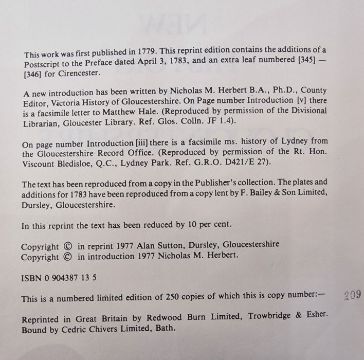 This work was first published in 1779. This reprint edition contains the additions of a
Postscript to the Preface dated April 3, 1783, and an extra leaf numbered [345] —
[346] for Cirencester.
A new introduction has been written by Nicholas M. Herbert B.A., Ph.D., County
Editor, Victoria History of Gloucestershire. On Page number Introduction [v] there
is a facsimile letter to Matthew Hale. (Reproduced by permission of the Divisional
Librarian, Gloucester Library. Ref. Glos. Colln. JF 1.4).
On page number Introduction [iii] there is a facsimile ms. history of Lydney from
the Gloucestershire Record Office. (Reproduced by permission of the Rt. Hon.
Viscount Bledisloe, Q.C., Lydney Park. Ref. G.R.O. D421/E 27).
The text has been reproduced from a copy in the Publisher's collection. The plates and
additions for 1783 have been reproduced from a copy lent by F. Bailey & Son Limited,
Dursley, Gloucestershire.
In this reprint the text has been reduced by 10 per cent.
Copyright © in reprint 1977 Alan Sutton, Dursley, Gloucestershire
Copyright © in introduction 1977 Nicholas M. Herbert.
ISBN 0 904387 13 5
This is a numbered limited edition of 250 copies of which this is copy number:— 209
Reprinted in Great Britain by Redwood Burn Limited, Trowbridge & Esher.
Bound by Cedric Chivers Limited, Bath.